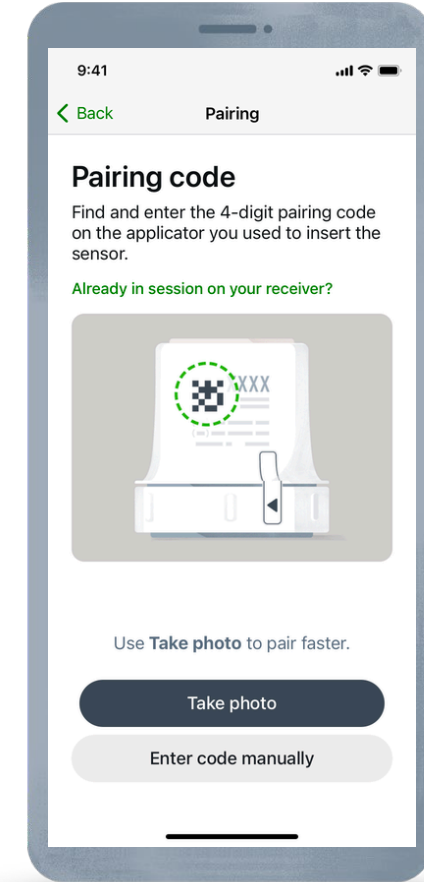 9:41
Back
Pairing
Pairing code
Find and enter the 4-digit pairing code
on the applicator you used to insert the
sensor.
Already in session on your receiver?
XXX
Use Take photo to pair faster.
Take photo
Enter code manually